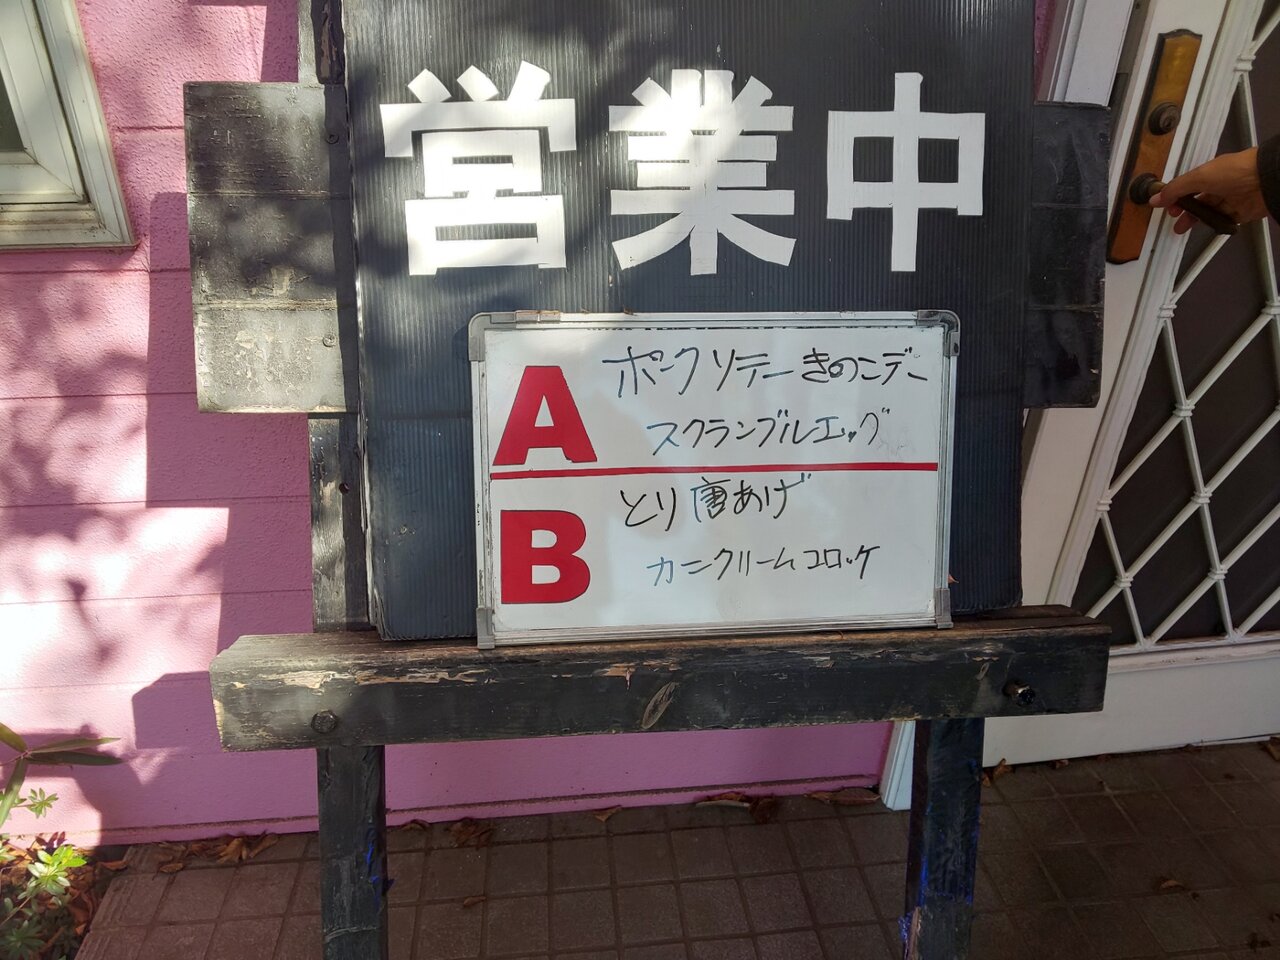 営業中
A ポークソテーきのこデー
スクランブルエッグ
B とり唐あげ
カニクリームコロッケ